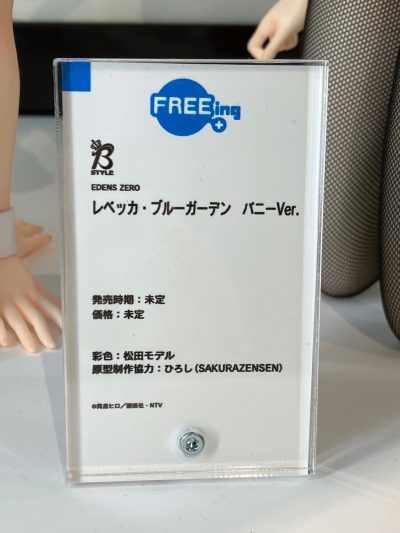 FREEing
B
STYLE
EDENS ZERO
レベッカ・ブルーガーデン バニーVer.
発売時期：未定
価格：未定
彩色：松田モデル
原型制作協力：ひろし（SAKURAZENSEN）
©真島ヒロ／講談社・NTV